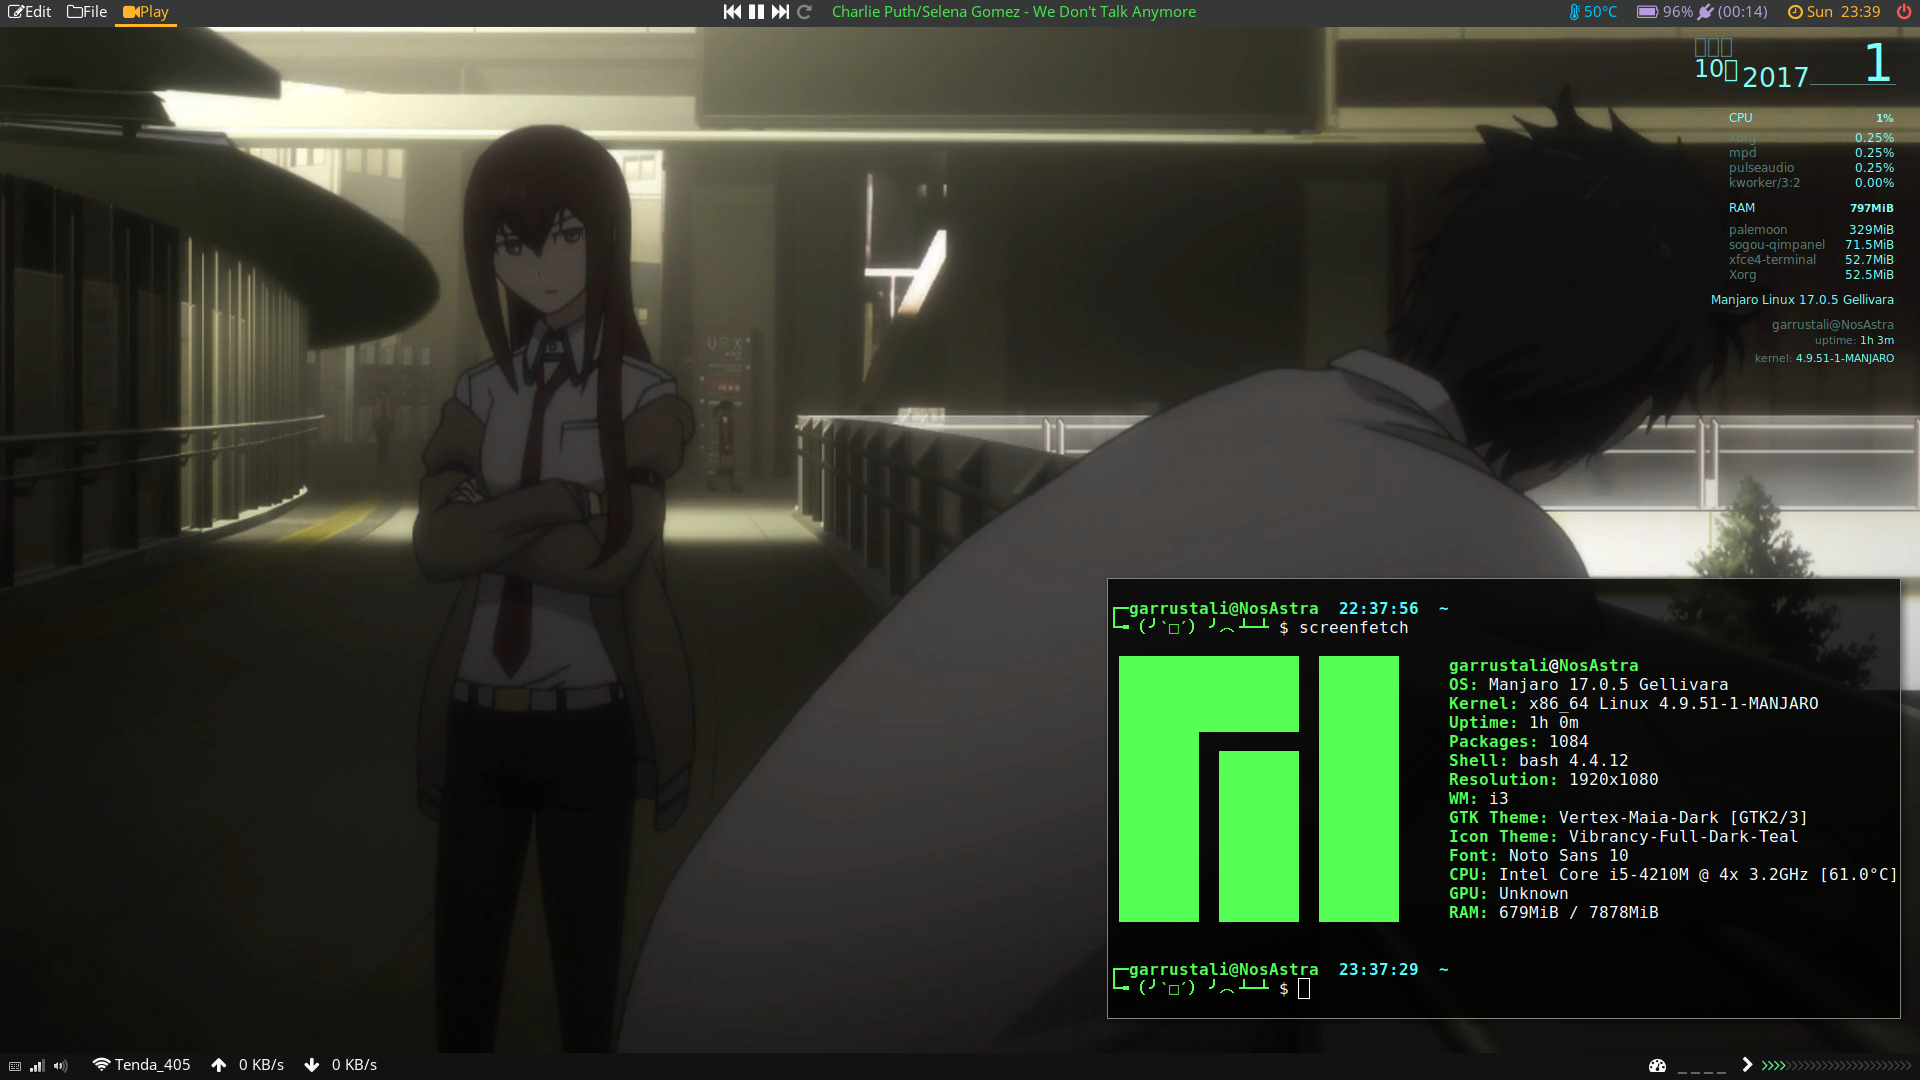 Edit File Play
Charlie Puth/Selena Gomez - We Don't Talk Anymore
50°C 96% (00:14) Sun 23:39
10 2017 1
CPU 1%
xorg 0.25%
mpd 0.25%
pulseaudio 0.25%
kworker/3:2 0.00%
RAM 797MiB
palemoon 329MiB
sogou-qimpanel 71.5MiB
xfce4-terminal 52.7MiB
Xorg 52.5MiB
Manjaro Linux 17.0.5 Gellivara
garrustali@NosAstra
uptime: 1h 3m
kernel: 4.9.51-1-MANJARO
UPX
garrustali@NosAstra 22:37:56 ~
(╯`□′) ╯︵┴─┴ $ screenfetch
garrustali@NosAstra
OS: Manjaro 17.0.5 Gellivara
Kernel: x86_64 Linux 4.9.51-1-MANJARO
Uptime: 1h 0m
Packages: 1084
Shell: bash 4.4.12
Resolution: 1920x1080
WM: i3
GTK Theme: Vertex-Maia-Dark [GTK2/3]
Icon Theme: Vibrancy-Full-Dark-Teal
Font: Noto Sans 10
CPU: Intel Core i5-4210M @ 4x 3.2GHz [61.0°C]
GPU: Unknown
RAM: 679MiB / 7878MiB
garrustali@NosAstra 23:37:29 ~
(╯`□′) ╯︵┴─┴ $
Tenda_405 0 KB/s 0 KB/s